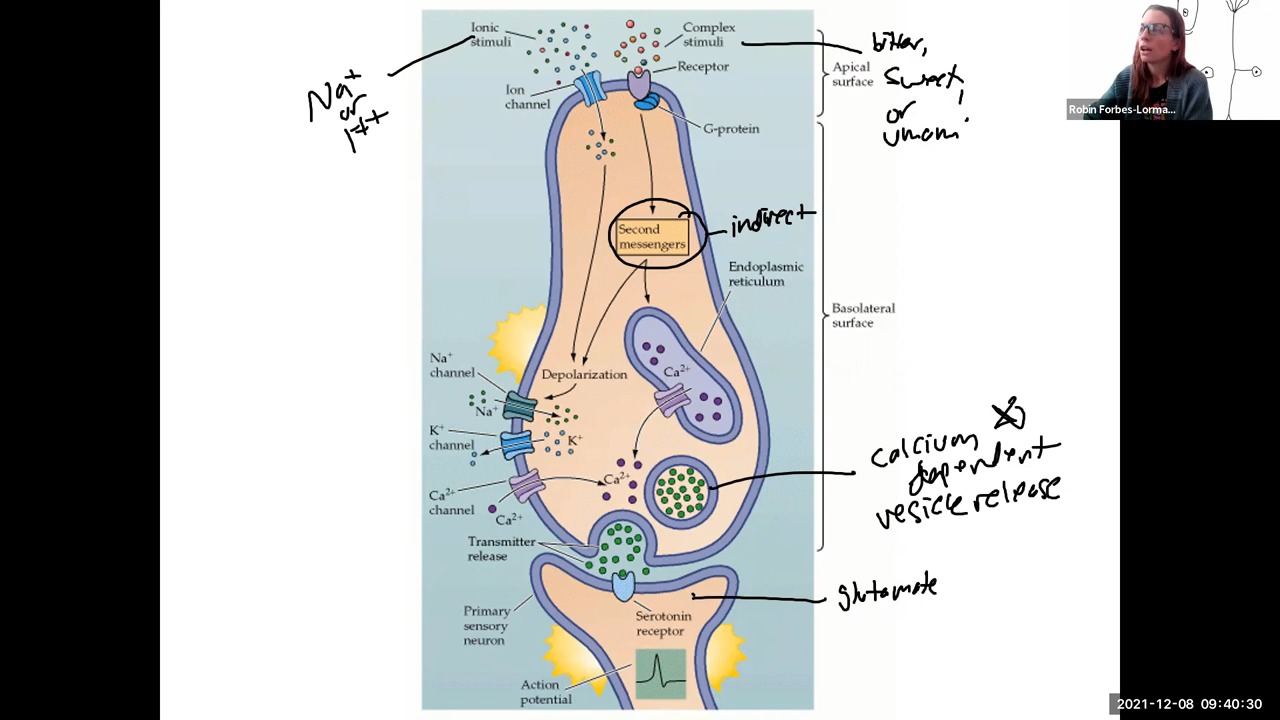 Ionic
stimuli
Complex
stimuli
Na+
or
H+
bitter,
sweet,
or
umami
Robin Forbes-Lorma...
Receptor
Apical
surface
Ion
channel
G-protein
Second
messengers
indirect
Endoplasmic
reticulum
Basolateral
surface
Na+
channel
Depolarization
Ca2+
Na+
K+
channel
K+
calcium
dependent
vesicle release
Ca2+
Ca2+
channel
Ca2+
Transmitter
release
glutamate
Primary
sensory
neuron
Serotonin
receptor
Action
potential
2021-12-08 09:40:30